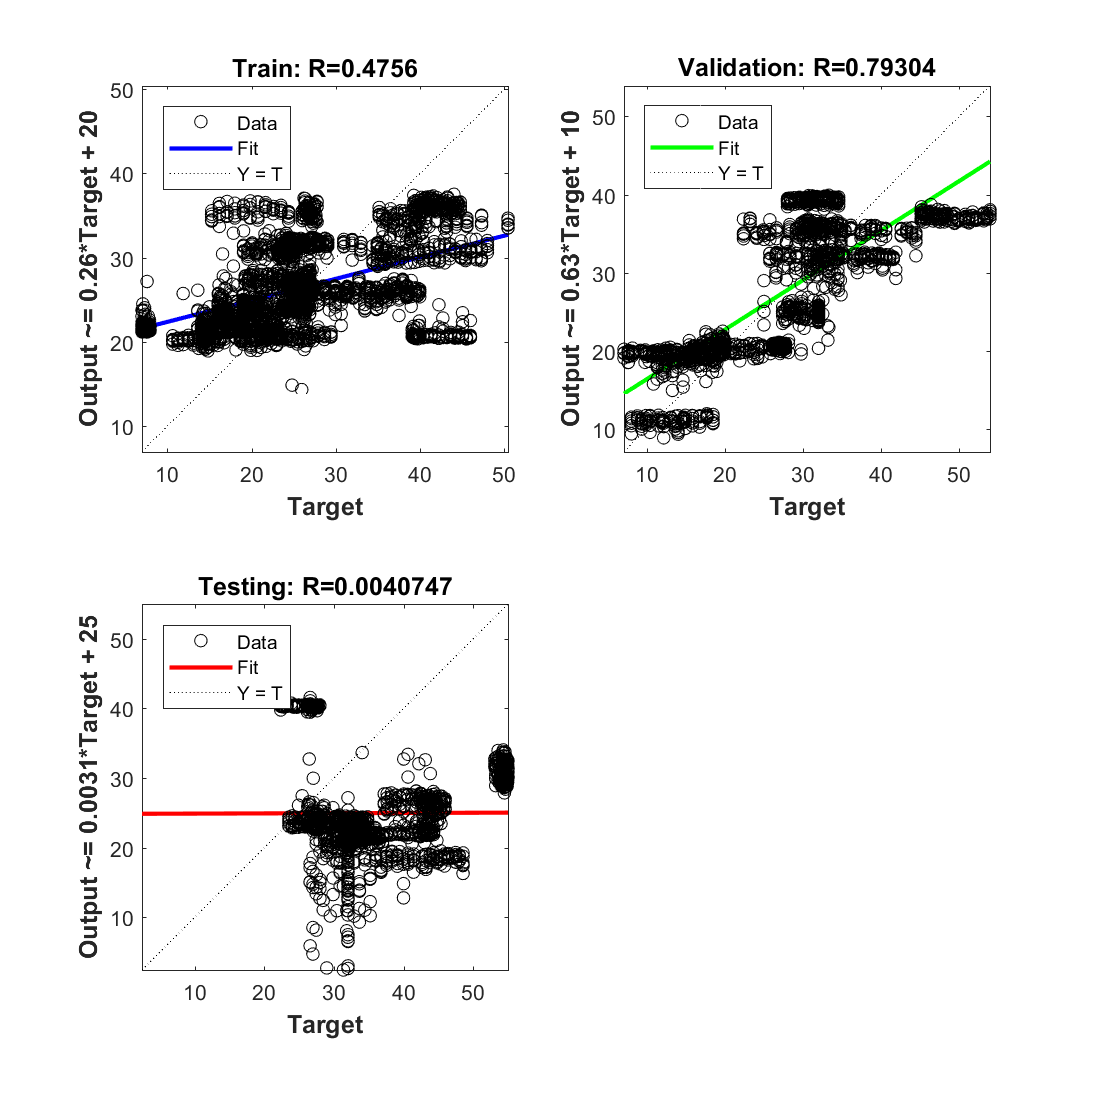 Train: R=0.4756
Output ~= 0.26*Target + 20
50
40
30
20
10
Data
Fit
Y = T
10
20
30
40
50
Target
Validation: R=0.79304
Output ~= 0.63*Target + 10
50
40
30
20
10
Data
Fit
Y = T
10
20
30
40
50
Target
Testing: R=0.0040747
Output ~= 0.0031*Target + 25
50
40
30
20
10
Data
Fit
Y = T
10
20
30
40
50
Target